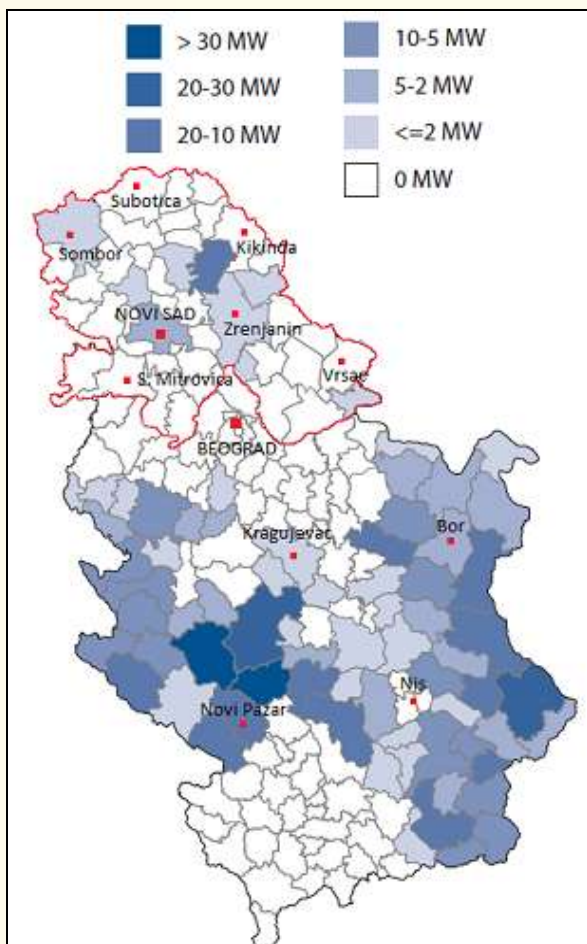 > 30 MW
20-30 MW
20-10 MW
10-5 MW
5-2 MW
<=2 MW
0 MW
Subotica
Sombor
Kikinda
NOVI SAD
Zrenjanin
S. Mitrovica
Vrsac
BEOGRAD
Kragujevac
Bor
Nis
Novi Pazar